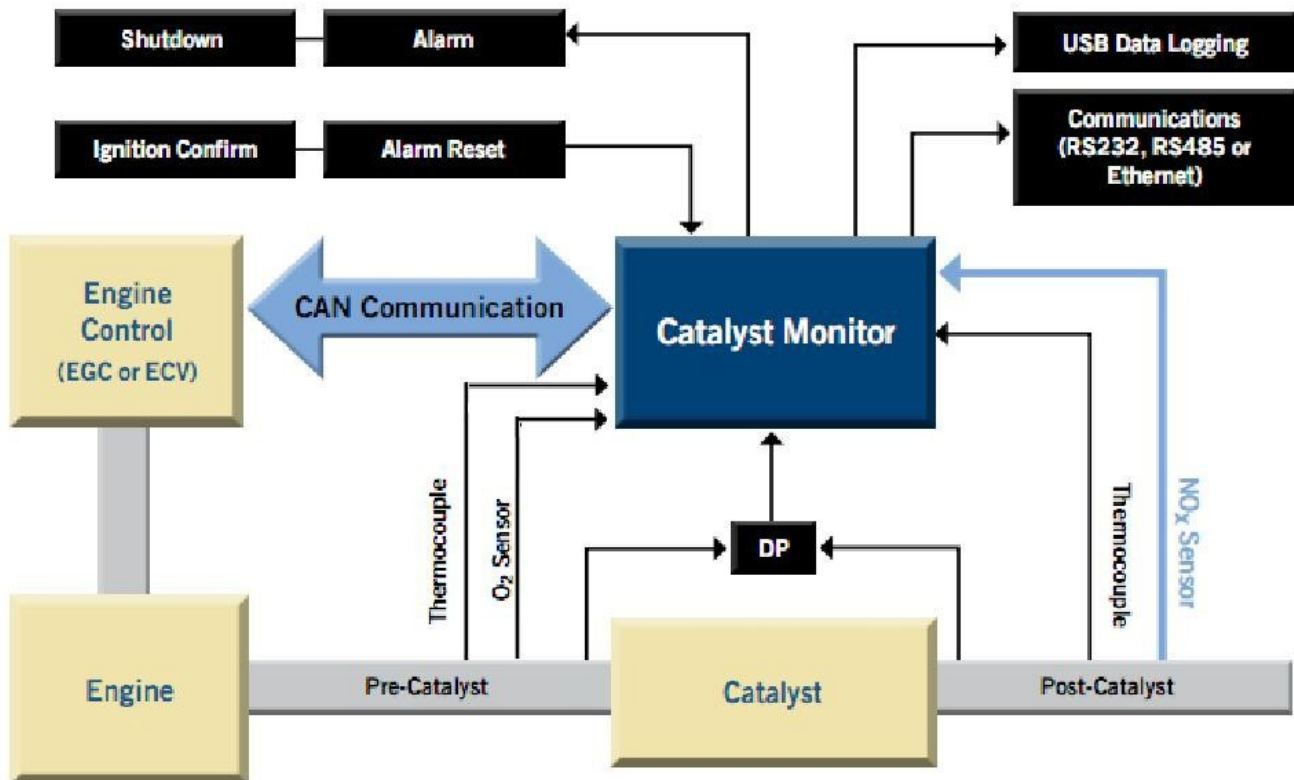 Shutdown
Alarm
USB Data Logging
Ignition Confirm
Alarm Reset
Communications
(RS232, RS485 or
Ethernet)
Engine
Control
(EGC or ECV)
CAN Communication
Catalyst Monitor
Thermocouple
O₂ Sensor
DP
Thermocouple
NOX Sensor
Engine
Pre-Catalyst
Catalyst
Post-Catalyst